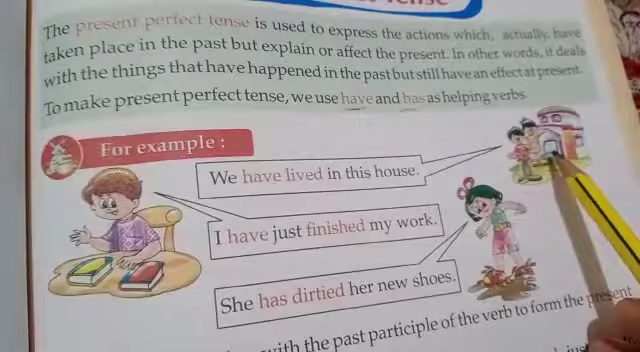 The present perfect tense is used to express the actions which, actually, have
taken place in the past but explain or affect the present. In other words, it deals
with the things that have happened in the past but still have an effect at present.
To make present perfect tense, we use have and has as helping verbs.
For example :
We have lived in this house.
I have just finished my work.
She has dirtied her new shoes.
with the past participle of the verb to form the present